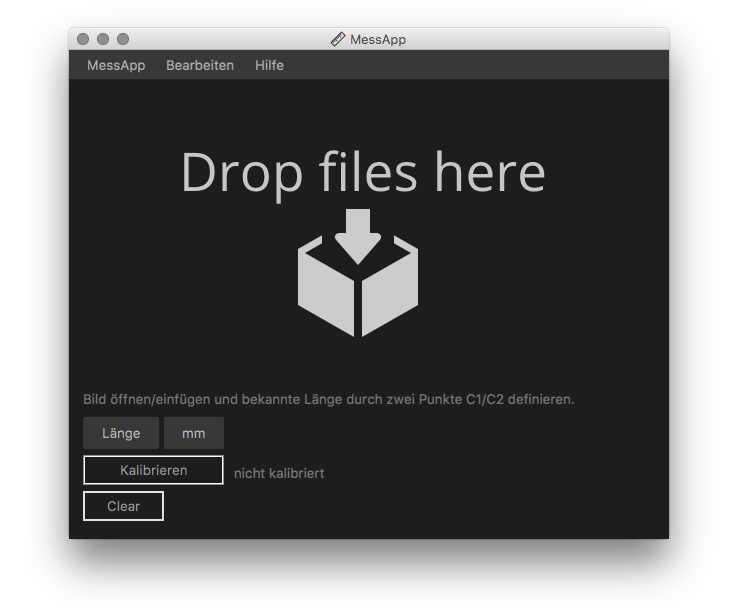 MessApp
MessApp Bearbeiten Hilfe
Drop files here
Bild öffnen/einfügen und bekannte Länge durch zwei Punkte C1/C2 definieren.
Länge mm
Kalibrieren nicht kalibriert
Clear